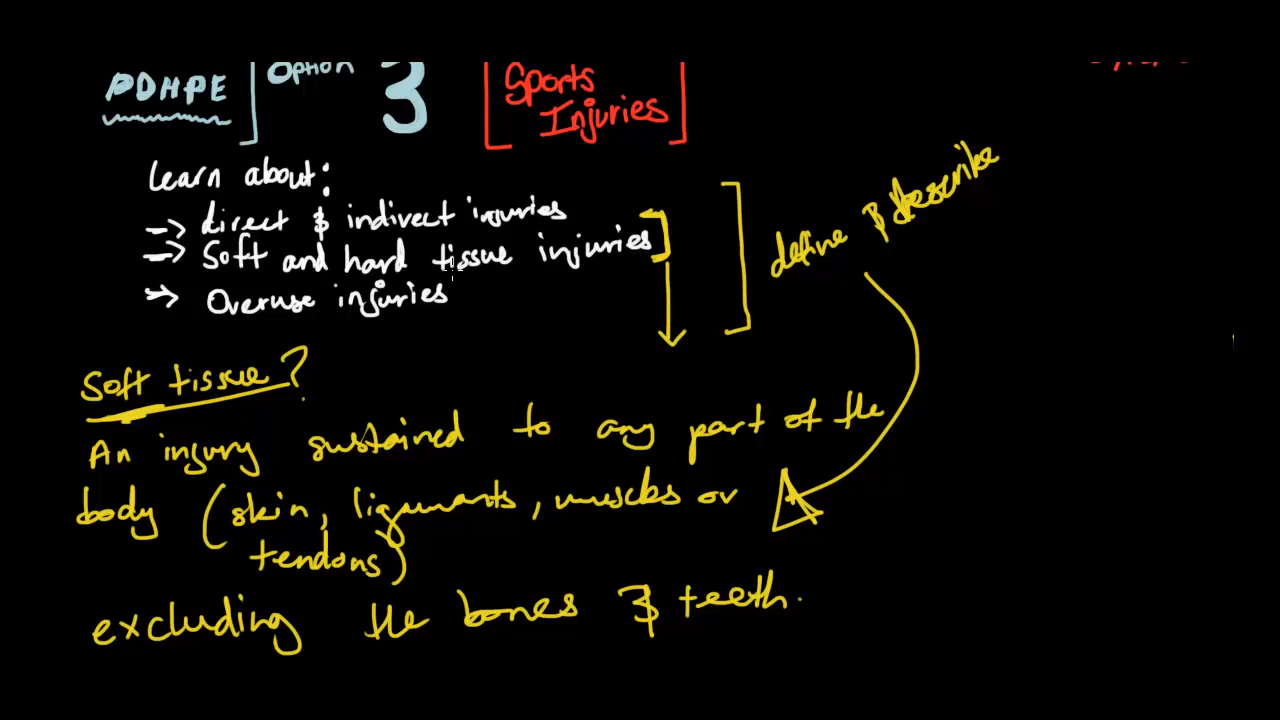 PDHPE] Option 3 [Sports Injuries]
Learn about:
→ direct & indirect injuries
→ Soft and hard tissue injuries
→ Overuse injuries
define & describe
Soft tissue?
An injury sustained to any part of the
body (skin, ligaments, muscles or
tendons)
excluding the bones & teeth.